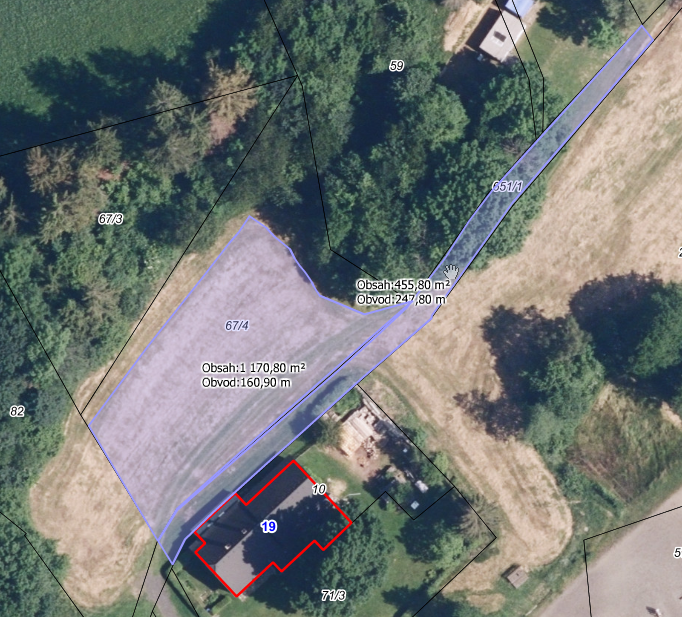 59
651/1
67/3
Obsah:455,80 m²
Obvod:247,80 m
67/4
Obsah:1 170,80 m²
Obvod:160,90 m
82
10
19
71/3